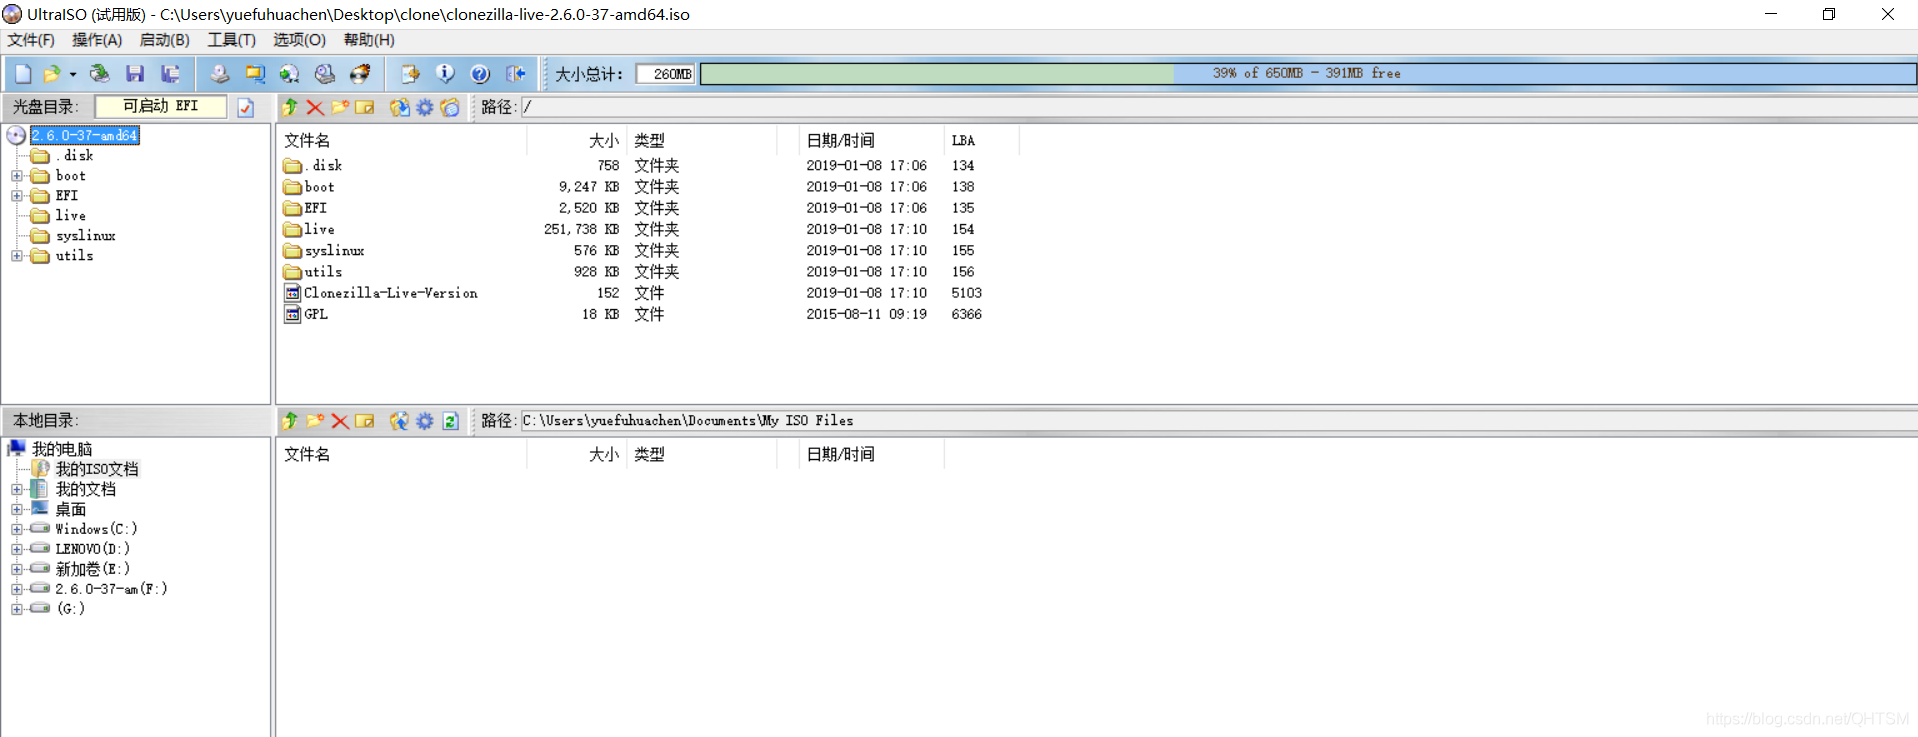 UltraISO (试用版) - C:\Users\yuefuhuachen\Desktop\clone\clonezilla-live-2.6.0-37-amd64.iso
文件(F) 操作(A) 启动(B) 工具(T) 选项(O) 帮助(H)
大小总计: 260MB 39% of 650MB - 391MB free
光盘目录: 可启动 EFI 路径: /
2.6.0-37-amd64
.disk
boot
EFI
live
syslinux
utils
文件名 大小 类型 日期/时间 LBA
.disk 758 文件夹 2019-01-08 17:06 134
boot 9,247 KB 文件夹 2019-01-08 17:06 138
EFI 2,520 KB 文件夹 2019-01-08 17:06 135
live 251,738 KB 文件夹 2019-01-08 17:10 154
syslinux 576 KB 文件夹 2019-01-08 17:10 155
utils 928 KB 文件夹 2019-01-08 17:10 156
Clonezilla-Live-Version 152 文件 2019-01-08 17:10 5103
GPL 18 KB 文件 2015-08-11 09:19 6366
本地目录: 路径: C:\Users\yuefuhuachen\Documents\My ISO Files
我的电脑
我的ISO文档
我的文档
桌面
Windows(C:)
LENOVO(D:)
新加卷(E:)
2.6.0-37-am(F:)
(G:)
文件名 大小 类型 日期/时间
https://blog.csdn.net/QHTSM